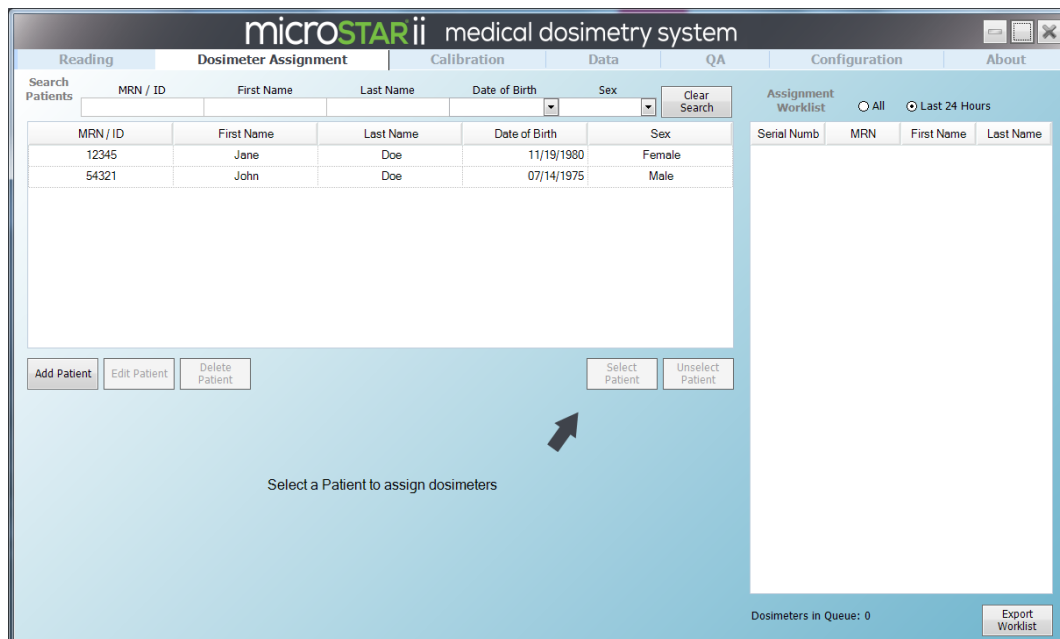 microSTARii medical dosimetry system
Reading Dosimeter Assignment Calibration Data QA Configuration About
Search Patients MRN / ID First Name Last Name Date of Birth Sex Clear Search
MRN / ID First Name Last Name Date of Birth Sex
12345 Jane Doe 11/19/1980 Female
54321 John Doe 07/14/1975 Male
Add Patient Edit Patient Delete Patient Select Patient Unselect Patient
Select a Patient to assign dosimeters
Assignment Worklist All Last 24 Hours
Serial Numb MRN First Name Last Name
Dosimeters in Queue: 0 Export Worklist